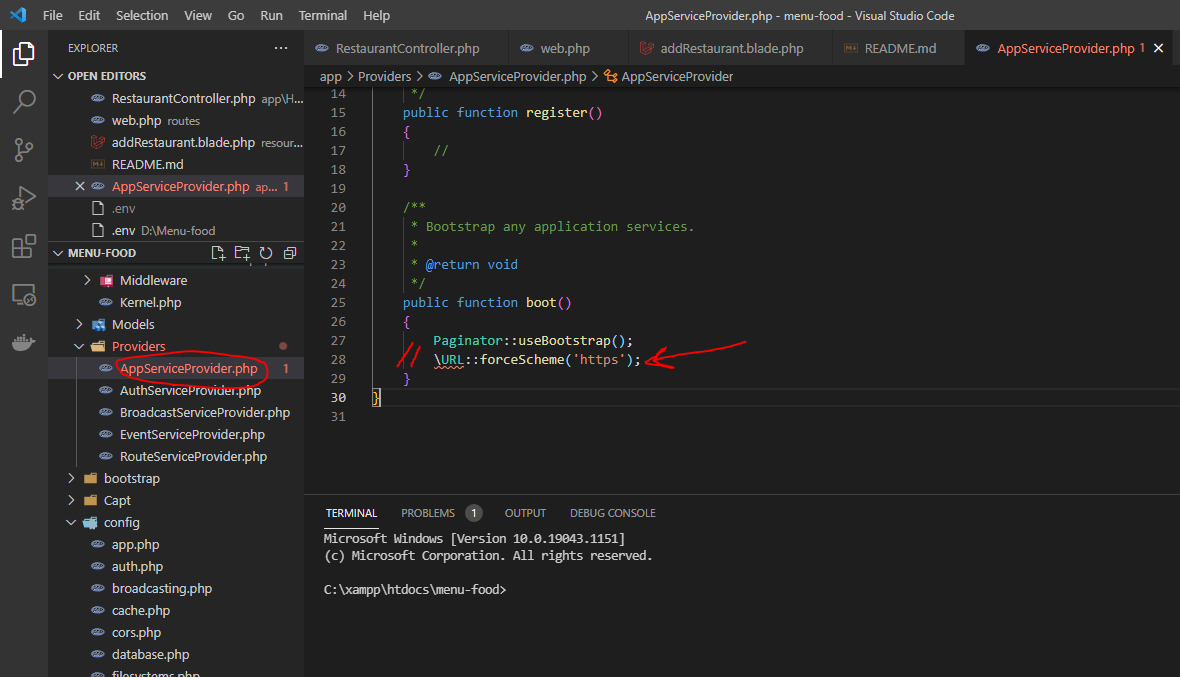 File Edit Selection View Go Run Terminal Help
AppServiceProvider.php - menu-food - Visual Studio Code
EXPLORER
OPEN EDITORS
RestaurantController.php app\H...
web.php routes
addRestaurant.blade.php resour...
README.md
AppServiceProvider.php ap... 1
.env
.env D:\Menu-food
MENU-FOOD
Middleware
Kernel.php
Models
Providers
AppServiceProvider.php 1
AuthServiceProvider.php
BroadcastServiceProvider.php
EventServiceProvider.php
RouteServiceProvider.php
bootstrap
Capt
config
app.php
auth.php
broadcasting.php
cache.php
cors.php
database.php
filesystems.php
RestaurantController.php
web.php
addRestaurant.blade.php
README.md
AppServiceProvider.php 1
app > Providers > AppServiceProvider.php > AppServiceProvider
14 */
15 public function register()
16 {
17 //
18 }
19
20 /**
21 * Bootstrap any application services.
22 *
23 * @return void
24 */
25 public function boot()
26 {
27 Paginator::useBootstrap();
28 // \URL::forceScheme('https');
29 }
30 }
31
TERMINAL PROBLEMS 1 OUTPUT DEBUG CONSOLE
Microsoft Windows [Version 10.0.19043.1151]
(c) Microsoft Corporation. All rights reserved.
C:\xampp\htdocs\menu-food>